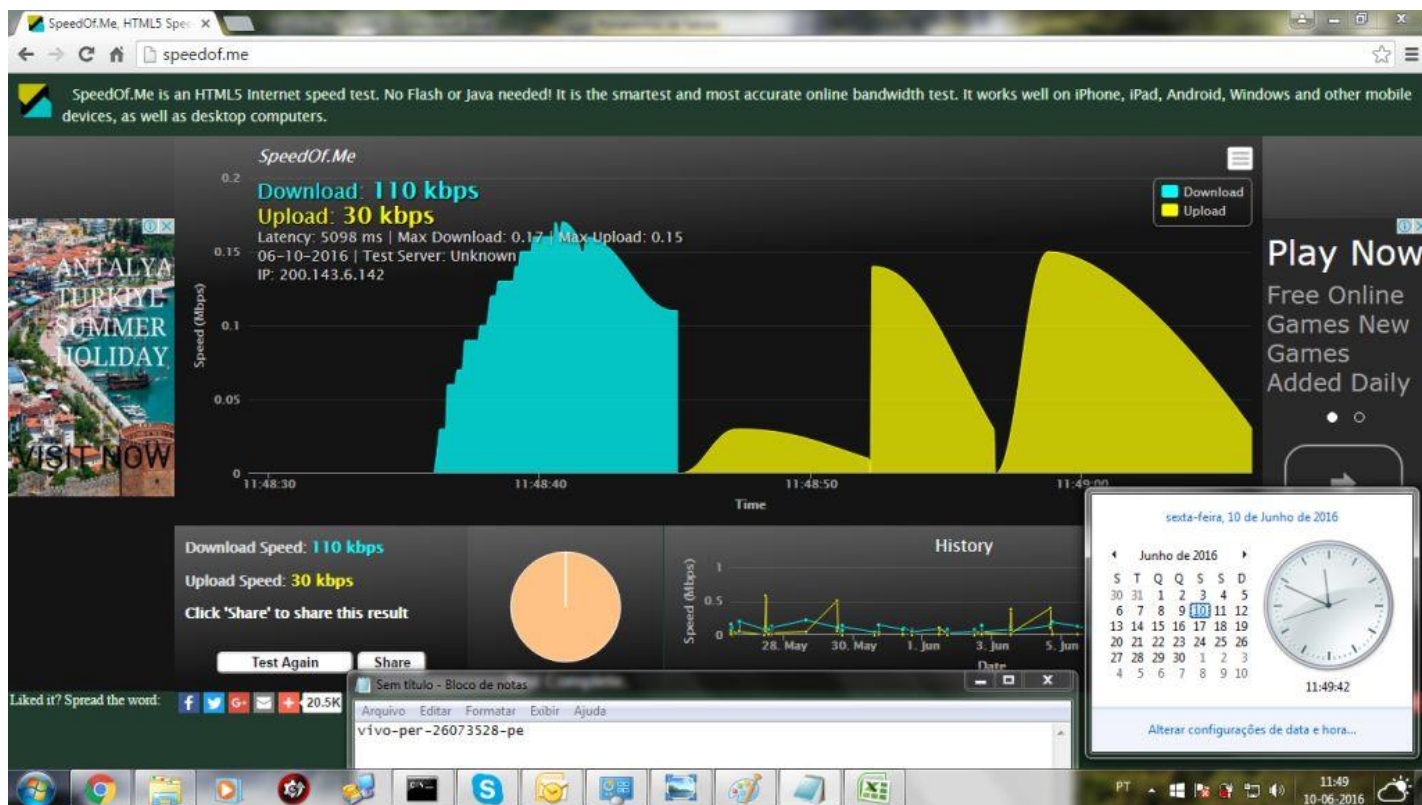 SpeedOf.Me, HTML5 Spe
speedof.me
SpeedOf.Me is an HTML5 Internet speed test. No Flash or Java needed! It is the smartest and most accurate online bandwidth test. It works well on iPhone, iPad, Android, Windows and other mobile
devices, as well as desktop computers.
SpeedOf.Me
Download: 110 kbps
Upload: 30 kbps
Latency: 5098 ms | Max Download: 0.17 | Max Upload: 0.15
06-10-2016 | Test Server: Unknown
IP: 200.143.6.142
Download
Upload
0.2
0.15
0.1
0.05
0
Speed (Mbps)
11:48:30 11:48:40 11:48:50 11:49:00
Time
ANTALYA
TURKIYE
SUMMER
HOLIDAY
VISIT NOW
Play Now
Free Online
Games New
Games
Added Daily
Download Speed: 110 kbps
Upload Speed: 30 kbps
Click 'Share' to share this result
Test Again Share
History
Speed (Mbps)
1
0.5
0
28. May 30. May 1. Jun 3. Jun 5. Jun
Date
sexta-feira, 10 de Junho de 2016
Junho de 2016
S T Q Q S S D
30 31 1 2 3 4 5
6 7 8 9 10 11 12
13 14 15 16 17 18 19
20 21 22 23 24 25 26
27 28 29 30 1 2 3
4 5 6 7 8 9 10
11:49:42
Alterar configurações de data e hora...
Liked it? Spread the word:
20.5K
Complete.
Sem título - Bloco de notas
Arquivo Editar Formatar Exibir Ajuda
vivo-per-26073528-pe
PT
11:49
10-06-2016